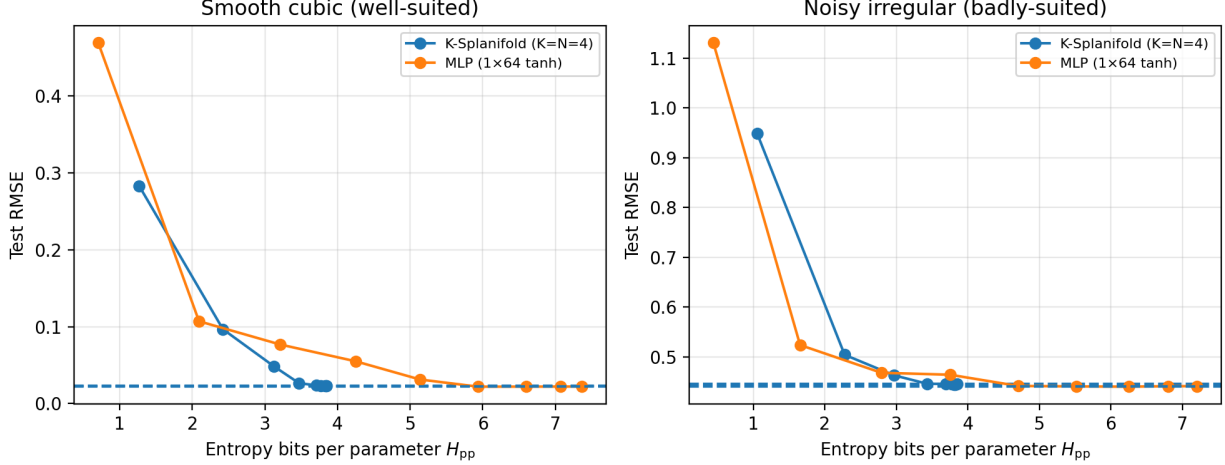 Smooth cubic (well-suited)
Test RMSE
0.4
0.3
0.2
0.1
0.0
K-Splanifold (K=N=4)
MLP (1×64 tanh)
1 2 3 4 5 6 7
Entropy bits per parameter Hpp
Noisy irregular (badly-suited)
Test RMSE
1.1
1.0
0.9
0.8
0.7
0.6
0.5
K-Splanifold (K=N=4)
MLP (1×64 tanh)
1 2 3 4 5 6 7
Entropy bits per parameter Hpp